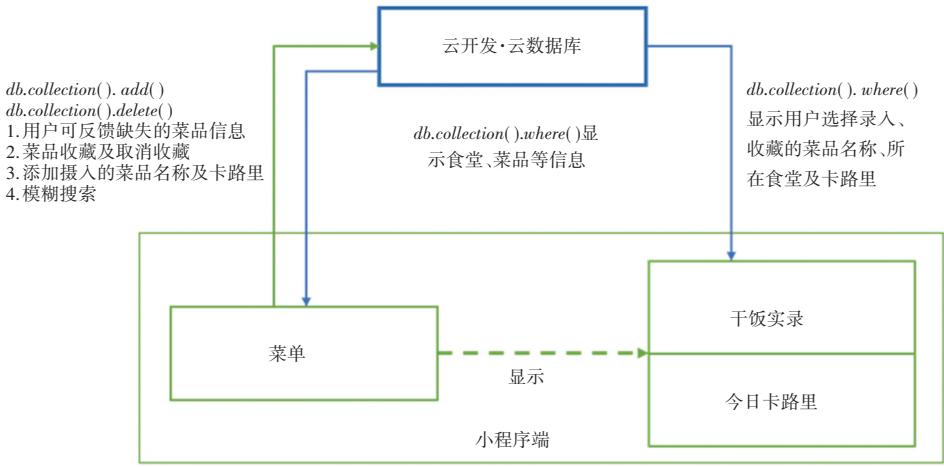 云开发·云数据库
db.collection( ). add( )
db.collection( ).delete( )
1.用户可反馈缺失的菜品信息
2.菜品收藏及取消收藏
3.添加摄入的菜品名称及卡路里
4.模糊搜索
db.collection( ).where( )显
示食堂、菜品等信息
db.collection( ). where( )
显示用户选择录入、
收藏的菜品名称、所
在食堂及卡路里
菜单
显示
干饭实录
今日卡路里
小程序端